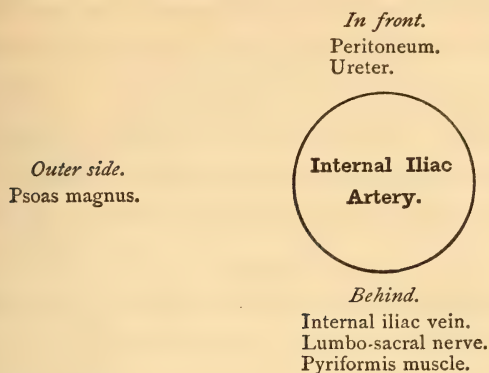 In front.
Peritoneum.
Ureter.
Outer side.
Psoas magnus.
Internal Iliac
Artery.
Behind.
Internal iliac vein.
Lumbo-sacral nerve.
Pyriformis muscle.